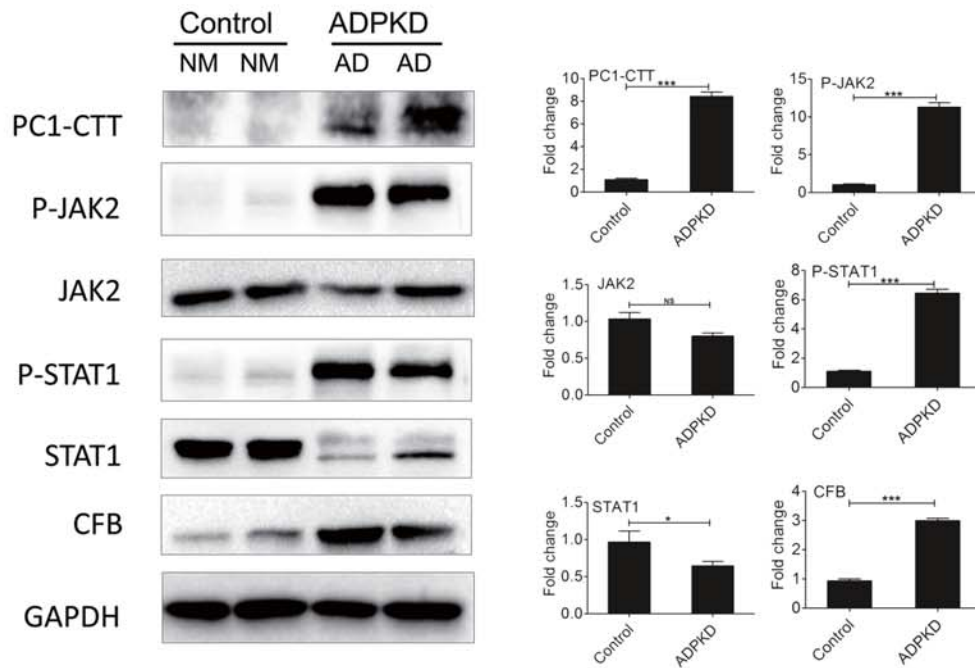 Control ADPKD
NM NM AD AD
PC1-CTT
P-JAK2
JAK2
P-STAT1
STAT1
CFB
GAPDH
PC1-CTT
***
Fold change
10
8
6
4
2
0
Control ADPKD
P-JAK2
***
Fold change
15
10
5
0
Control ADPKD
JAK2
NS
Fold change
1.5
1.0
0.5
0.0
Control ADPKD
P-STAT1
***
Fold change
8
6
4
2
0
Control ADPKD
STAT1
*
Fold change
1.5
1.0
0.5
0.0
Control ADPKD
CFB
***
Fold change
4
3
2
1
0
Control ADPKD